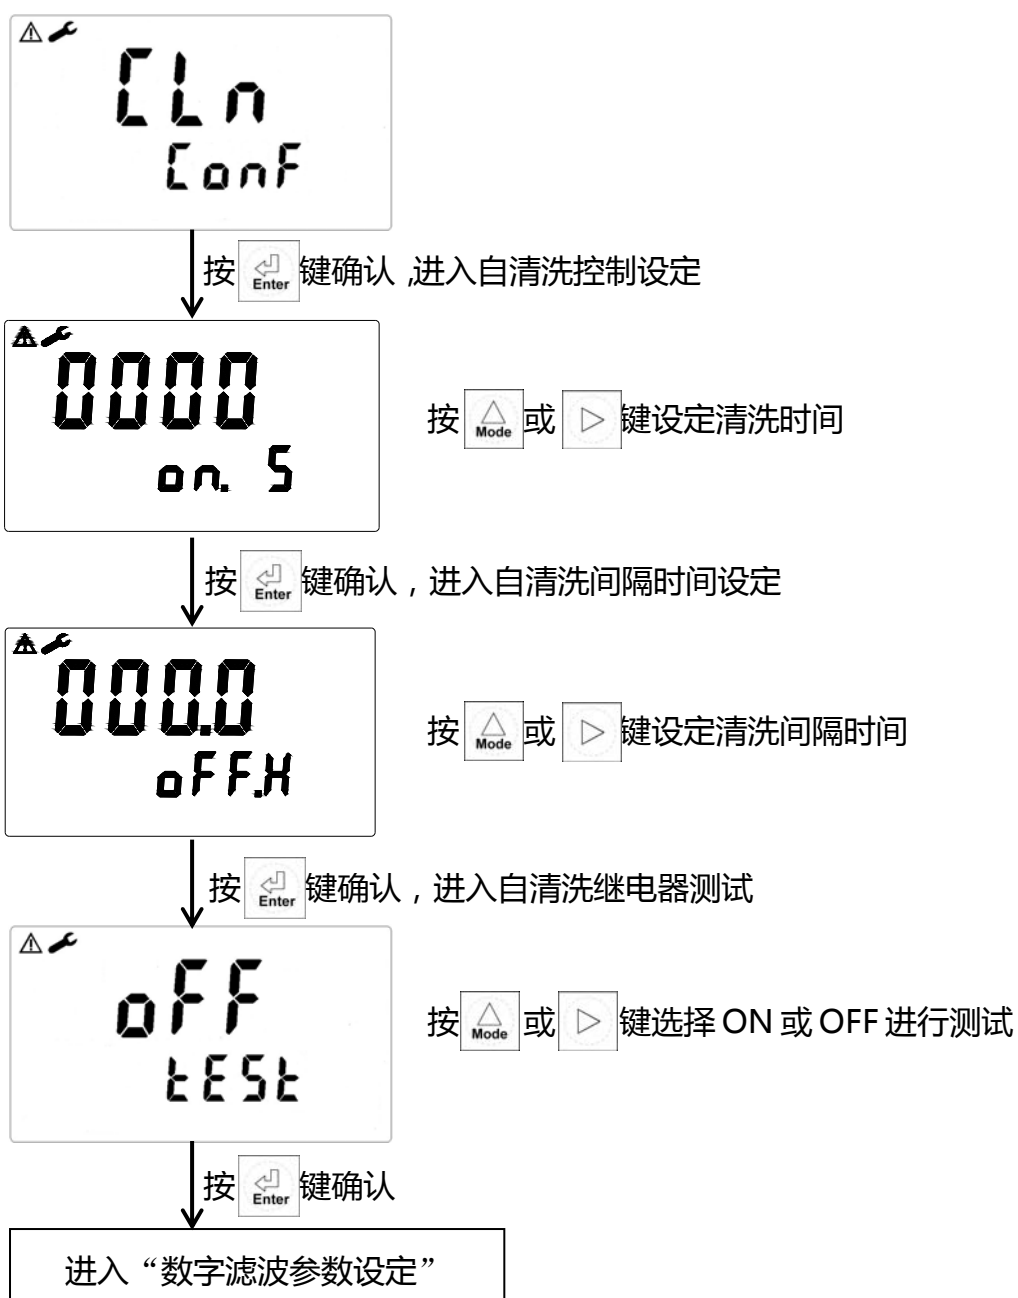 CLn
ConF
按 Enter 键确认,进入自清洗控制设定
0000
on. S
按 Mode 或 键设定清洗时间
按 Enter 键确认，进入自清洗间隔时间设定
000.0
oFF.H
按 Mode 或 键设定清洗间隔时间
按 Enter 键确认，进入自清洗继电器测试
oFF
tESt
按 Mode 或 键选择 ON 或 OFF 进行测试
按 Enter 键确认
进入“数字滤波参数设定”